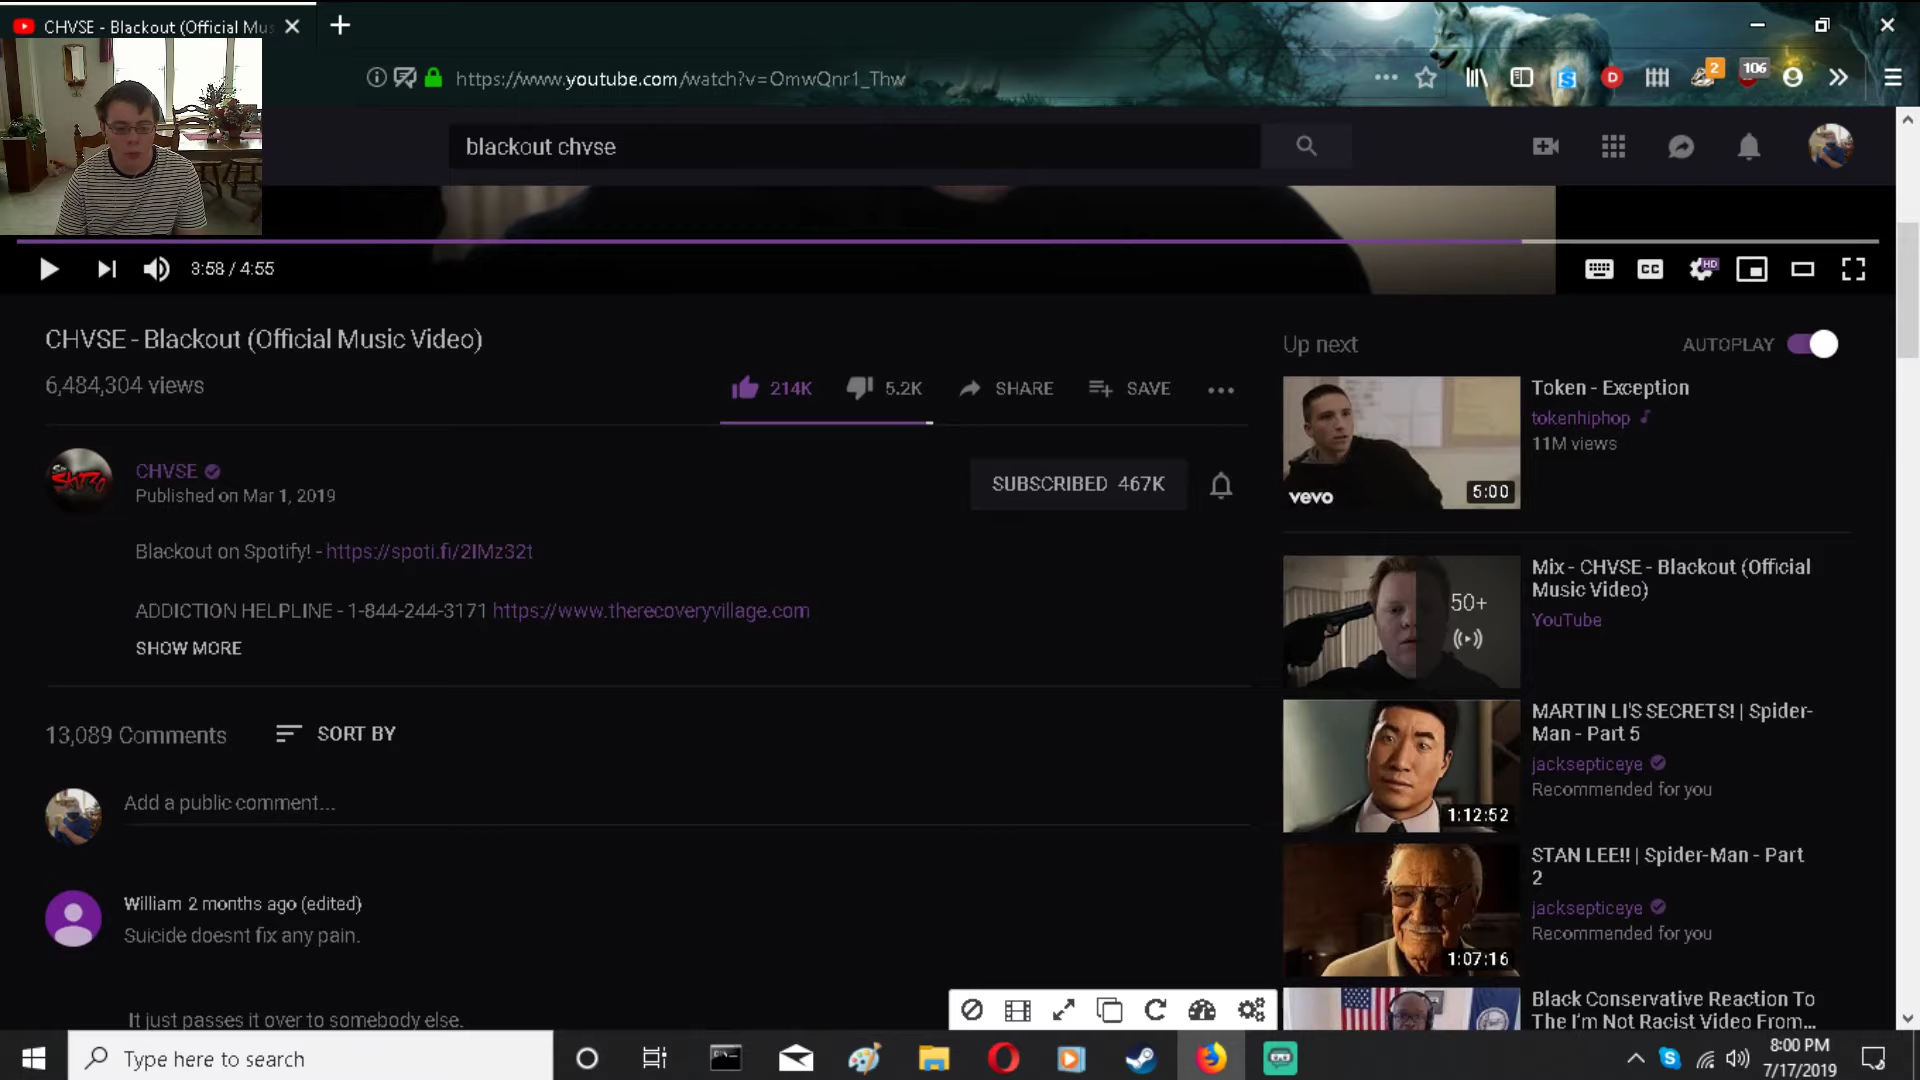 CHVSE - Blackout (Official Mus
https://www.youtube.com/watch?v=OmwQnr1_Thw
2
106
blackout chvse
3:58 / 4:55
CC
HD
CHVSE - Blackout (Official Music Video)
6,484,304 views
214K
5.2K
SHARE
SAVE
CHVSE
Published on Mar 1, 2019
SUBSCRIBED 467K
Blackout on Spotify! - https://spoti.fi/2IMz32t
ADDICTION HELPLINE - 1-844-244-3171 https://www.therecoveryvillage.com
SHOW MORE
13,089 Comments
SORT BY
Add a public comment...
William 2 months ago (edited)
Suicide doesnt fix any pain.
It just passes it over to somebody else.
Up next
AUTOPLAY
vevo
5:00
Token - Exception
tokenhiphop
11M views
50+
Mix - CHVSE - Blackout (Official
Music Video)
YouTube
1:12:52
MARTIN LI'S SECRETS! | Spider-
Man - Part 5
jacksepticeye
Recommended for you
1:07:16
STAN LEE!! | Spider-Man - Part
2
jacksepticeye
Recommended for you
Black Conservative Reaction To
The I'm Not Racist Video From...
Type here to search
8:00 PM
7/17/2019